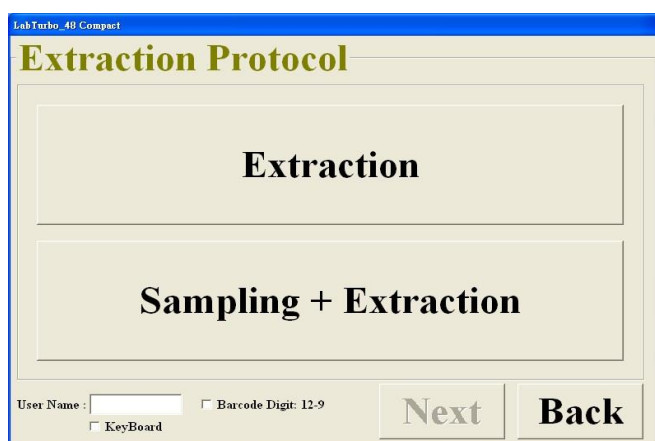 LabTurbo_48 Compact
Extraction Protocol
Extraction
Sampling + Extraction
User Name :
Barcode Digit: 12-9
KeyBoard
Next
Back